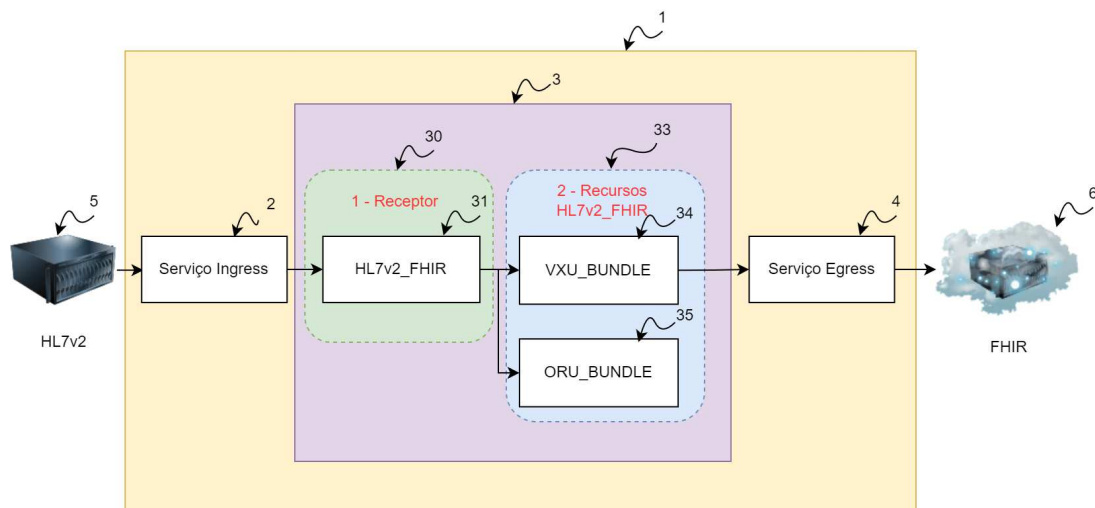 1
3
30
33
5
2
1 - Receptor
31
2 - Recursos
HL7v2_FHIR
34
4
6
Serviço Ingress
HL7v2_FHIR
VXU_BUNDLE
Serviço Egress
HL7v2
35
FHIR
ORU_BUNDLE